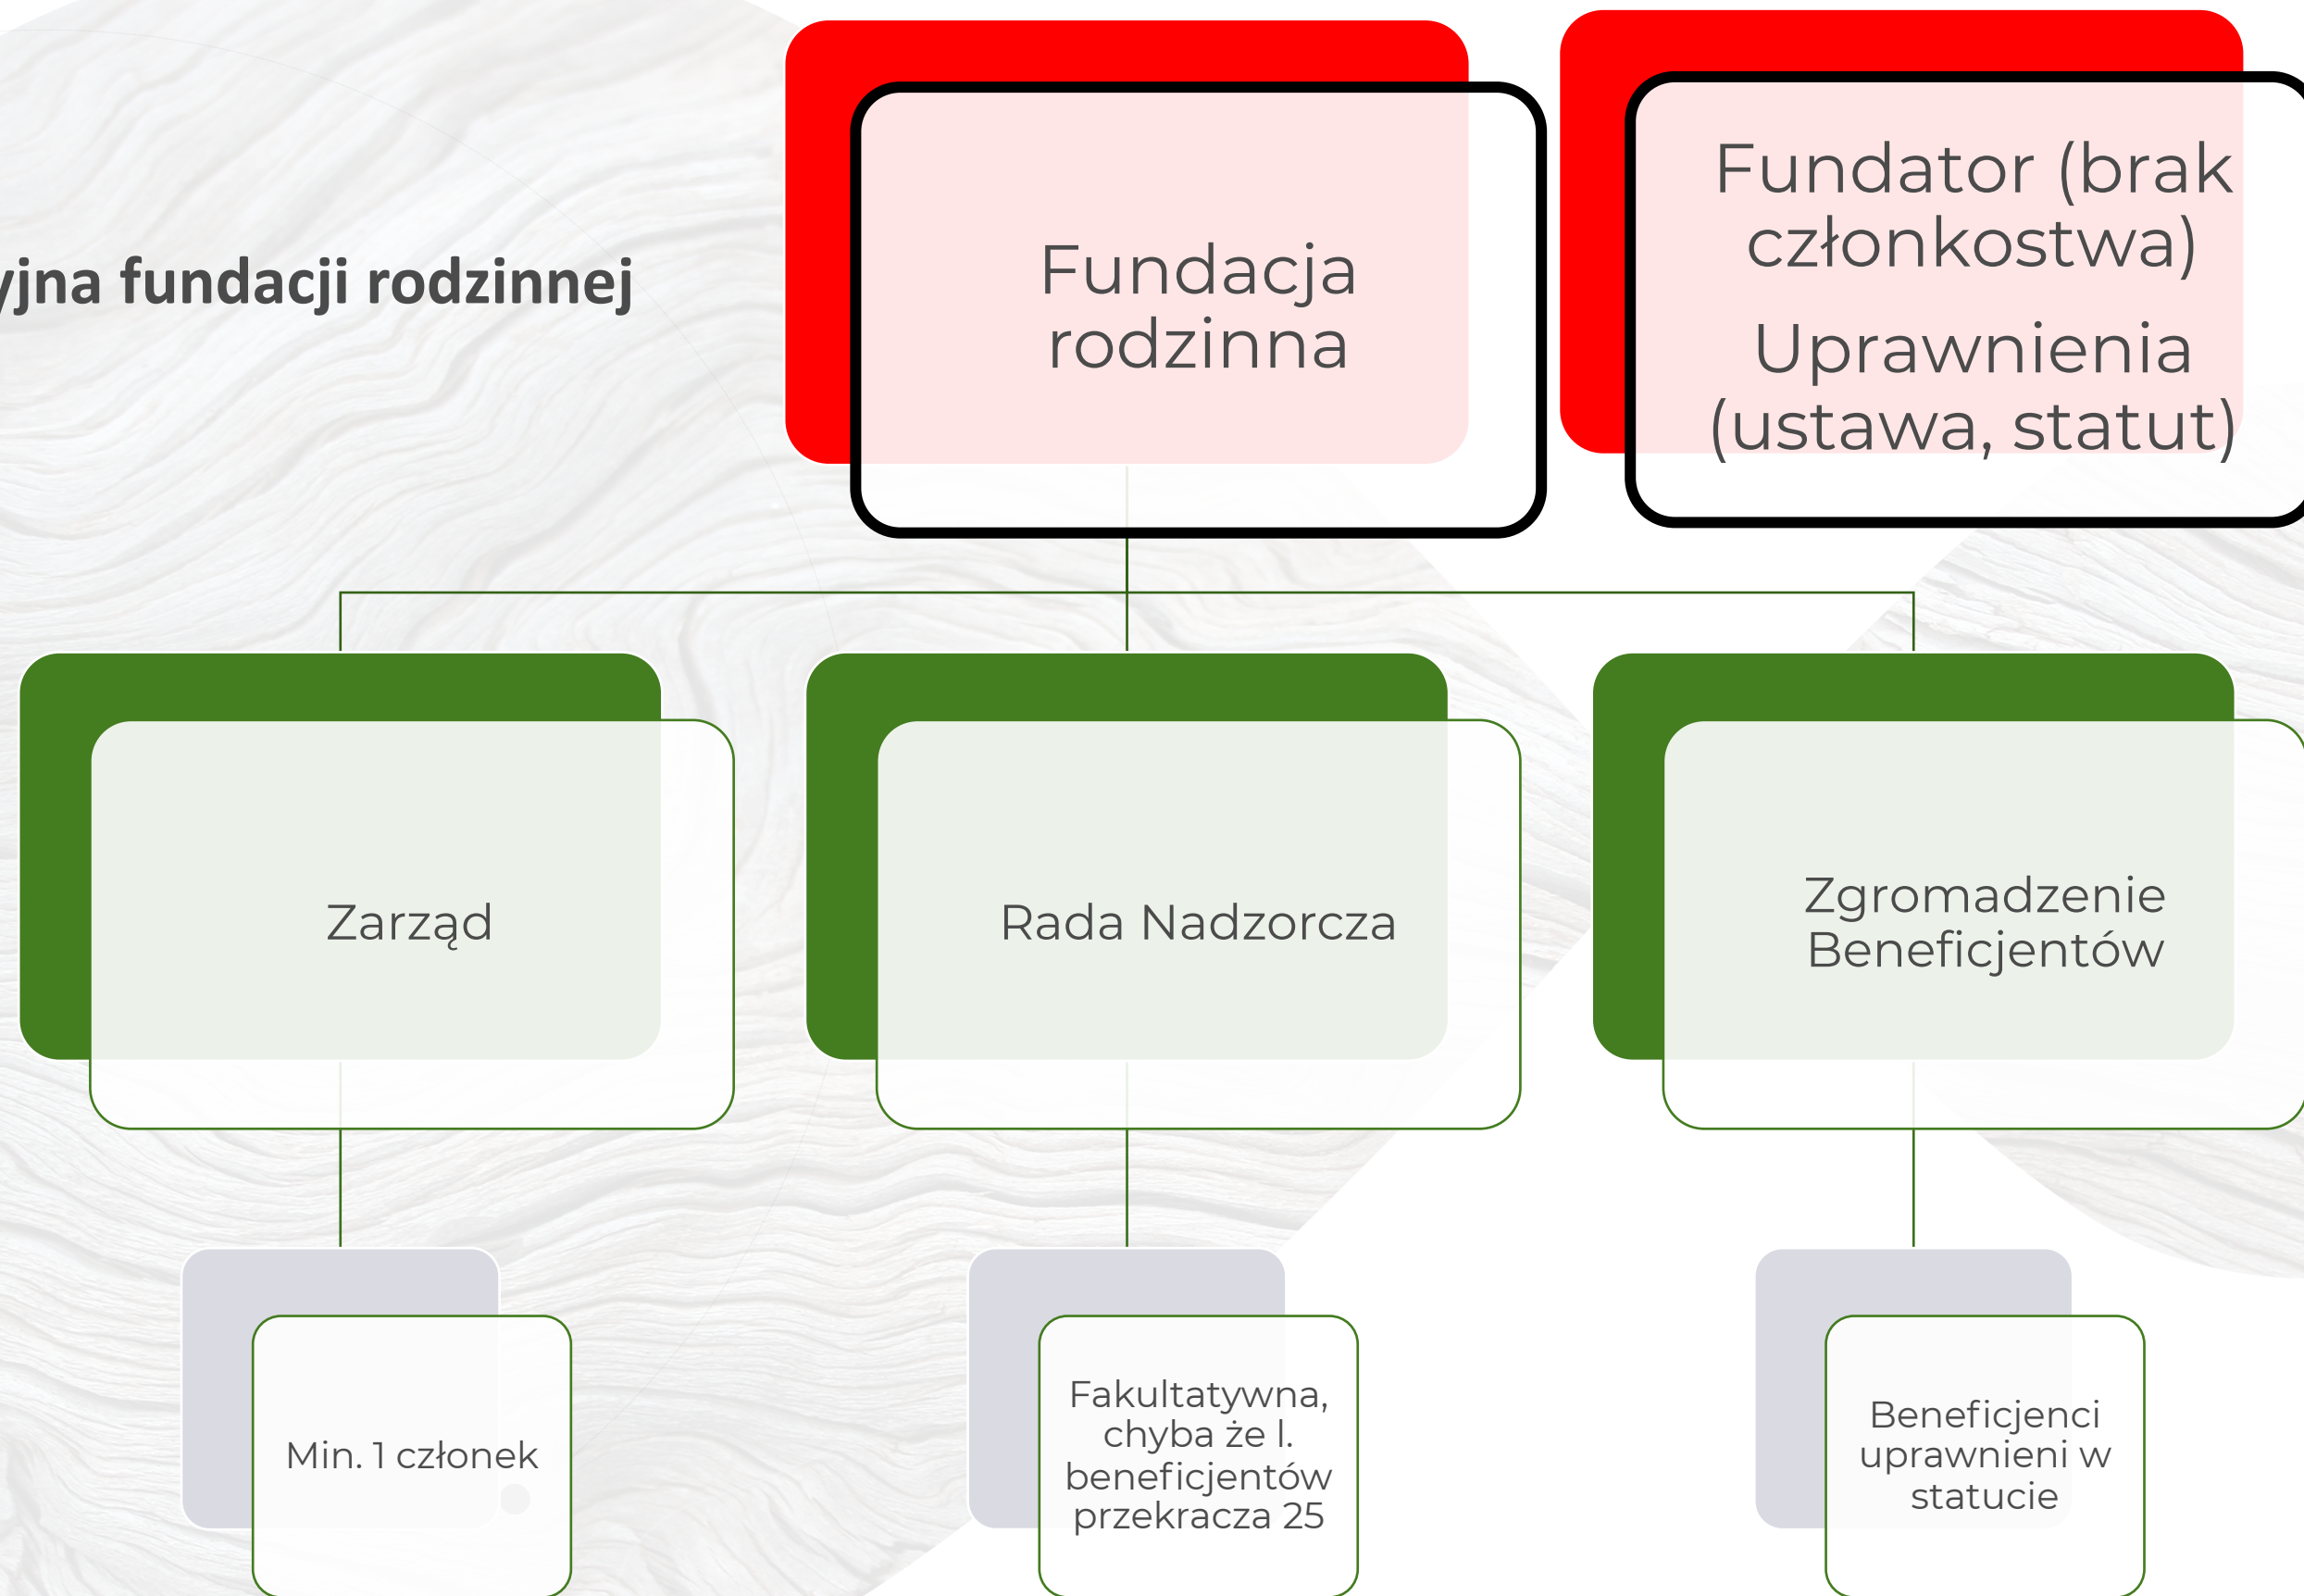 jna fundacji rodzinnej
Fundacja
rodzinna
Fundator (brak
członkostwa)
Uprawnienia
(ustawa, statut)
Zarząd
Rada Nadzorcza
Zgromadzenie
Beneficjentów
Min. 1 członek
Fakultatywna,
chyba że l.
beneficjentów
przekracza 25
Beneficjenci
uprawnieni w
statucie